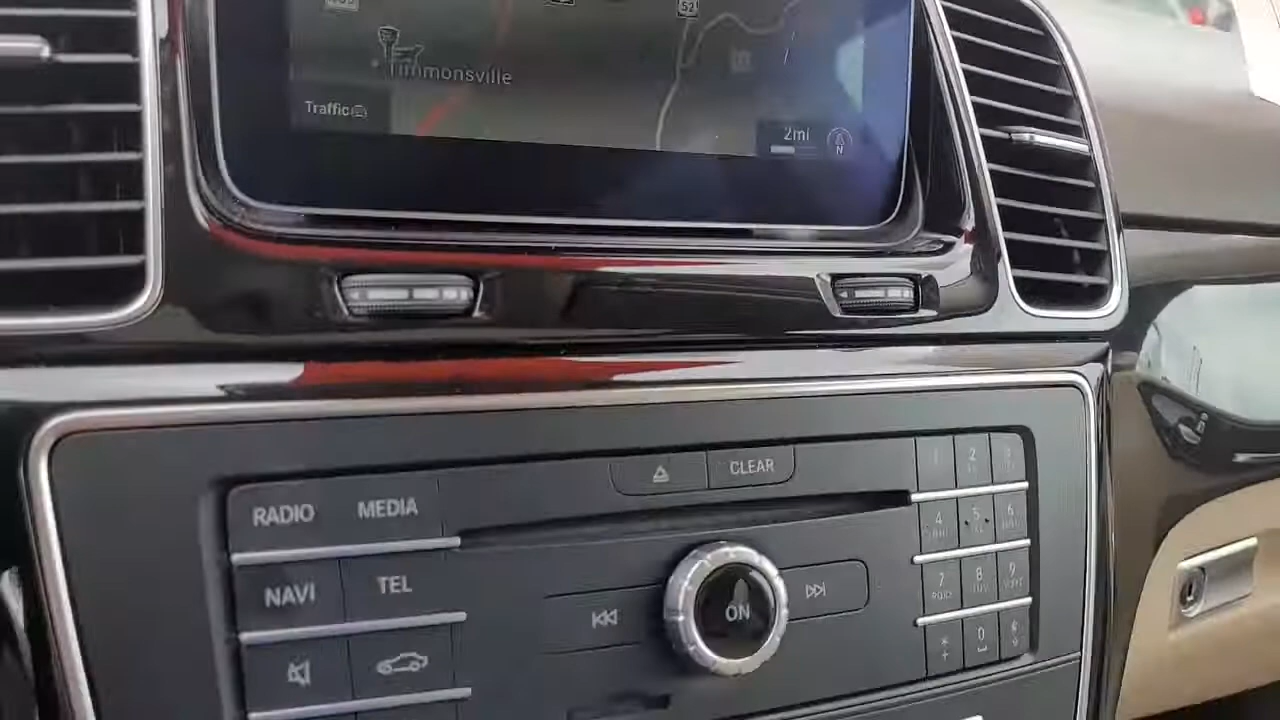 52
Timmonsville
Traffic
2mi
N
CLEAR
1 2 3
RADIO MEDIA
4 5 6
NAVI TEL
7 8 9
ON
* 0 #